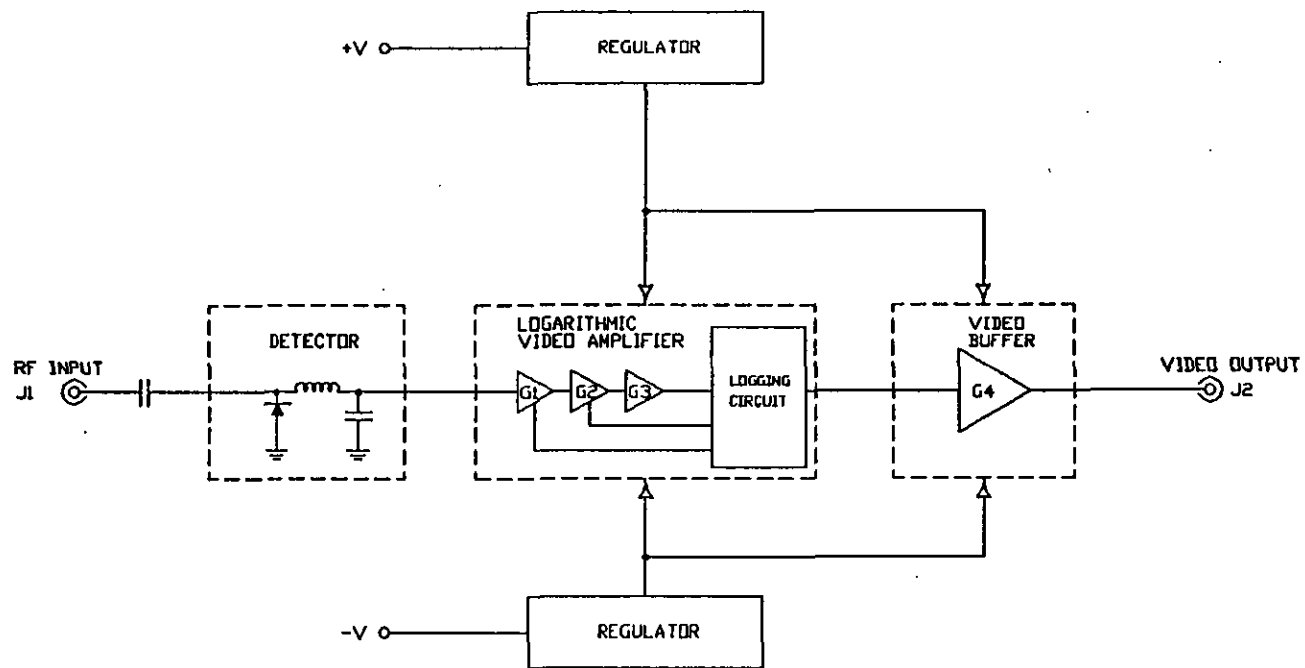 REGULATOR
+V
LOGARITHMIC
VIDEO AMPLIFIER
VIDEO
BUFFER
DETECTOR
RF INPUT
J1
G1
G2
G3
LOGGING
CIRCUIT
G4
VIDEO OUTPUT
J2
-V
REGULATOR